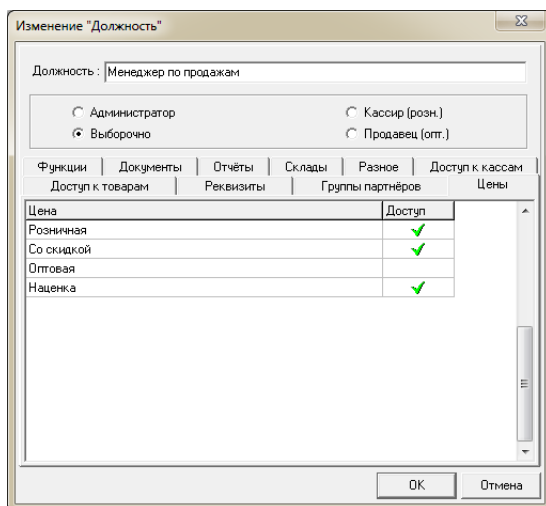 Изменение "Должность"
Должность : Менеджер по продажам
Администратор Кассир (розн.)
Выборочно Продавец (опт.)
Функции Документы Отчёты Склады Разное Доступ к кассам
Доступ к товарам Реквизиты Группы партнёров Цены
Цена Доступ
Розничная
Со скидкой
Оптовая
Наценка
OK Отмена